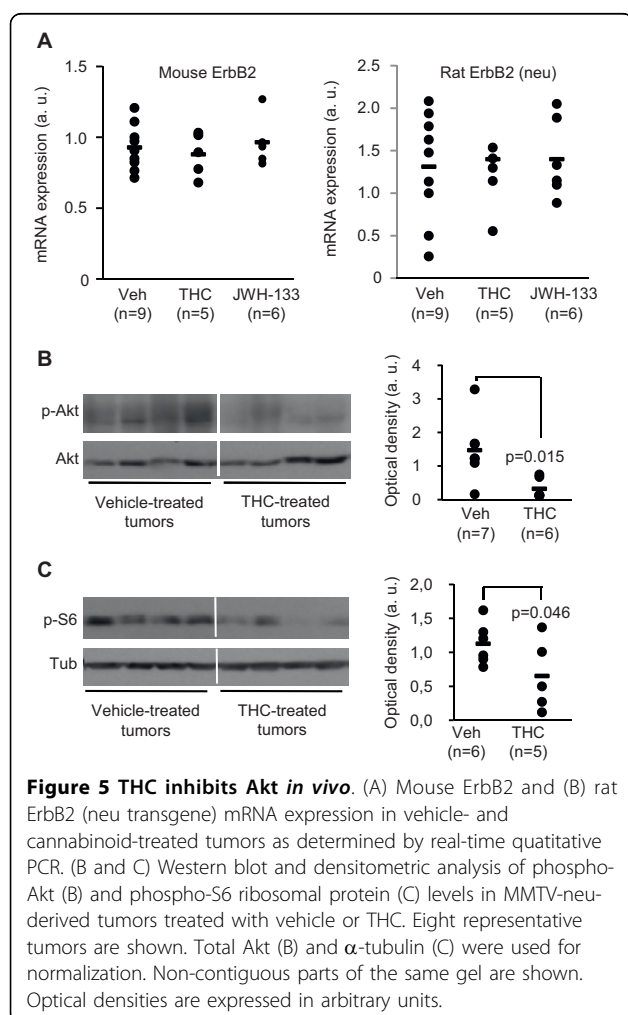 A
Mouse ErbB2
Rat ErbB2 (neu)
mRNA expression (a. u.)
1.5
1.0
0.5
0
Veh THC JWH-133
(n=9) (n=5) (n=6)
mRNA expression (a. u.)
2.5
2.0
1.5
1.0
0.5
0
Veh THC JWH-133
(n=9) (n=5) (n=6)
B
p-Akt
Akt
Vehicle-treated THC-treated
tumors tumors
Optical density (a. u.)
4
3
2
1
0
p=0.015
Veh THC
(n=7) (n=6)
C
p-S6
Tub
Vehicle-treated THC-treated
tumors tumors
Optical density (a. u.)
2,0
1,5
1,0
0,5
0,0
p=0.046
Veh THC
(n=6) (n=5)
Figure 5 THC inhibits Akt in vivo. (A) Mouse ErbB2 and (B) rat
ErbB2 (neu transgene) mRNA expression in vehicle- and
cannabinoid-treated tumors as determined by real-time quatitative
PCR. (B and C) Western blot and densitometric analysis of phospho-
Akt (B) and phospho-S6 ribosomal protein (C) levels in MMTV-neu-
derived tumors treated with vehicle or THC. Eight representative
tumors are shown. Total Akt (B) and α-tubulin (C) were used for
normalization. Non-contiguous parts of the same gel are shown.
Optical densities are expressed in arbitrary units.